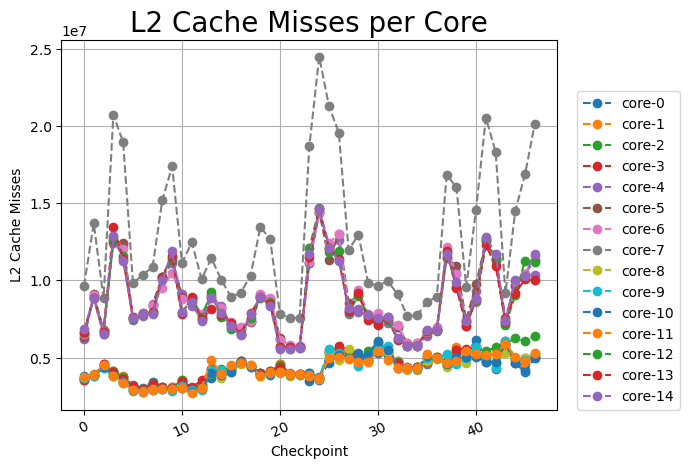 L2 Cache Misses per Core
1e7
2.5
2.0
1.5
1.0
0.5
L2 Cache Misses
0
10
20
30
40
Checkpoint
core-0
core-1
core-2
core-3
core-4
core-5
core-6
core-7
core-8
core-9
core-10
core-11
core-12
core-13
core-14